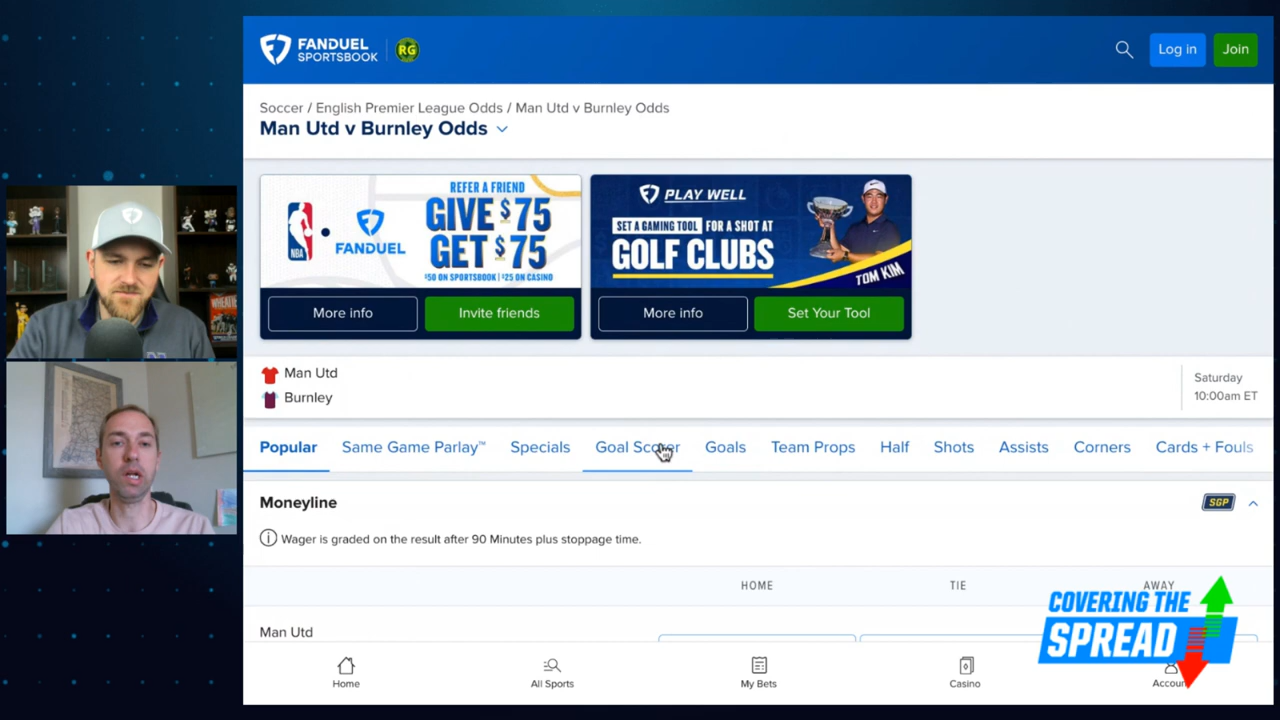 FANDUEL
SPORTSBOOK
RG
Log in
Join
Soccer / English Premier League Odds / Man Utd v Burnley Odds
Man Utd v Burnley Odds
NBA
FANDUEL
REFER A FRIEND
GIVE $75
GET $75
$50 ON SPORTSBOOK | $25 ON CASINO
More info
Invite friends
PLAY WELL
SET A GAMING TOOL FOR A SHOT AT
GOLF CLUBS
TOM KIM
More info
Set Your Tool
WHEATIES
Man Utd
Burnley
Saturday
10:00am ET
Popular
Same Game Parlay™
Specials
Goal Scorer
Goals
Team Props
Half
Shots
Assists
Corners
Cards + Fouls
Moneyline
SGP
Wager is graded on the result after 90 Minutes plus stoppage time.
HOME
TIE
AWAY
Man Utd
COVERING THE
SPREAD
Home
All Sports
My Bets
Casino
Accoun